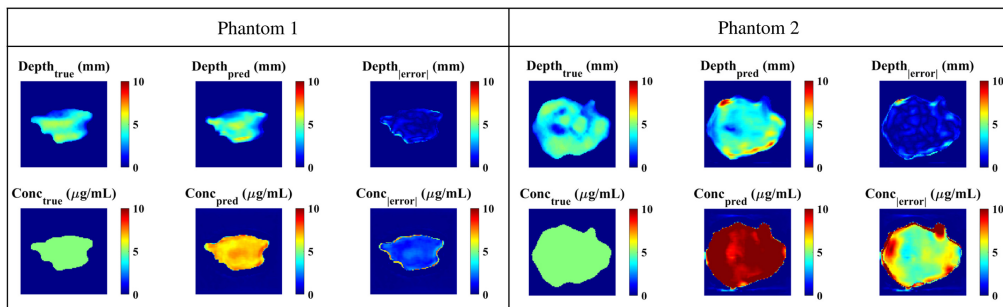 Phantom 1
Phantom 2
Depth_true (mm)
Depth_pred (mm)
Depth_|error| (mm)
Depth_true (mm)
Depth_pred (mm)
Depth_|error| (mm)
10
5
0
10
5
0
10
5
0
10
5
0
10
5
0
10
5
0
Conc_true (μg/mL)
Conc_pred (μg/mL)
Conc_|error| (μg/mL)
Conc_true (μg/mL)
Conc_pred (μg/mL)
Conc_|error| (μg/mL)
10
5
0
10
5
0
10
5
0
10
5
0
10
5
0
10
5
0